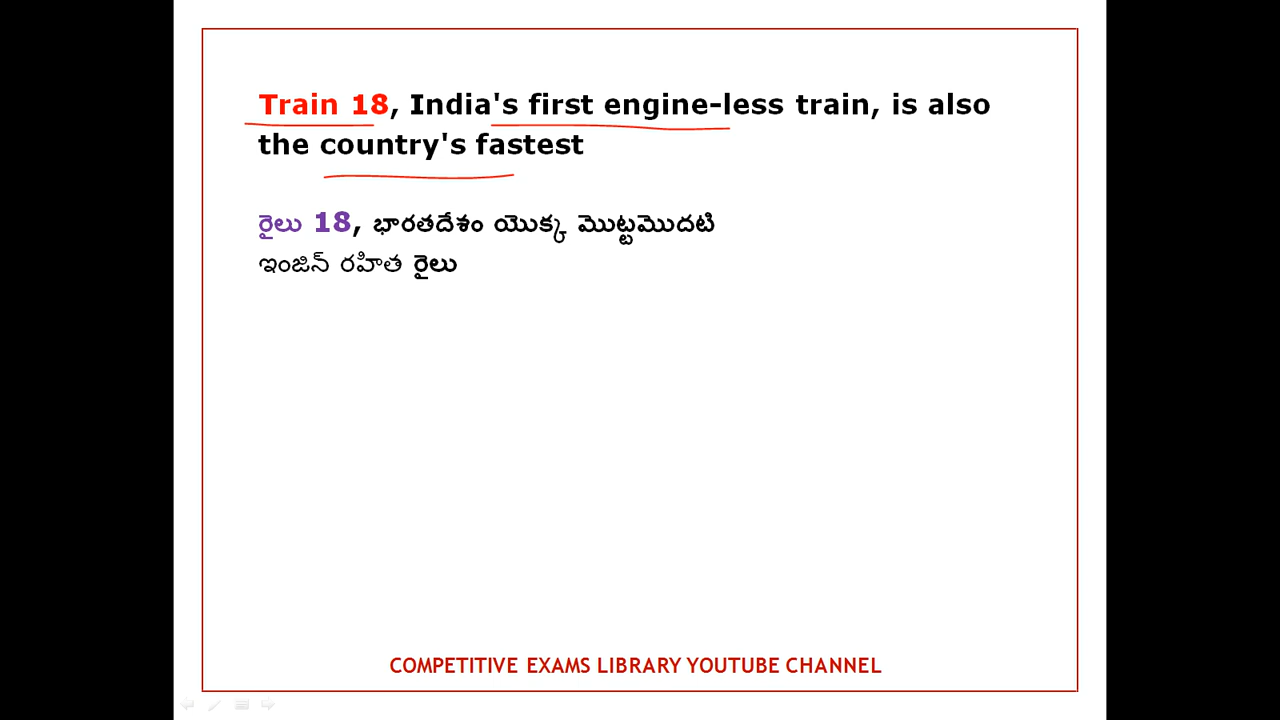 Train 18, India's first engine-less train, is also
the country's fastest
రైలు 18, భారతదేశం యొక్క మొట్టమొదటి
ఇంజిన్ రహిత రైలు
COMPETITIVE EXAMS LIBRARY YOUTUBE CHANNEL